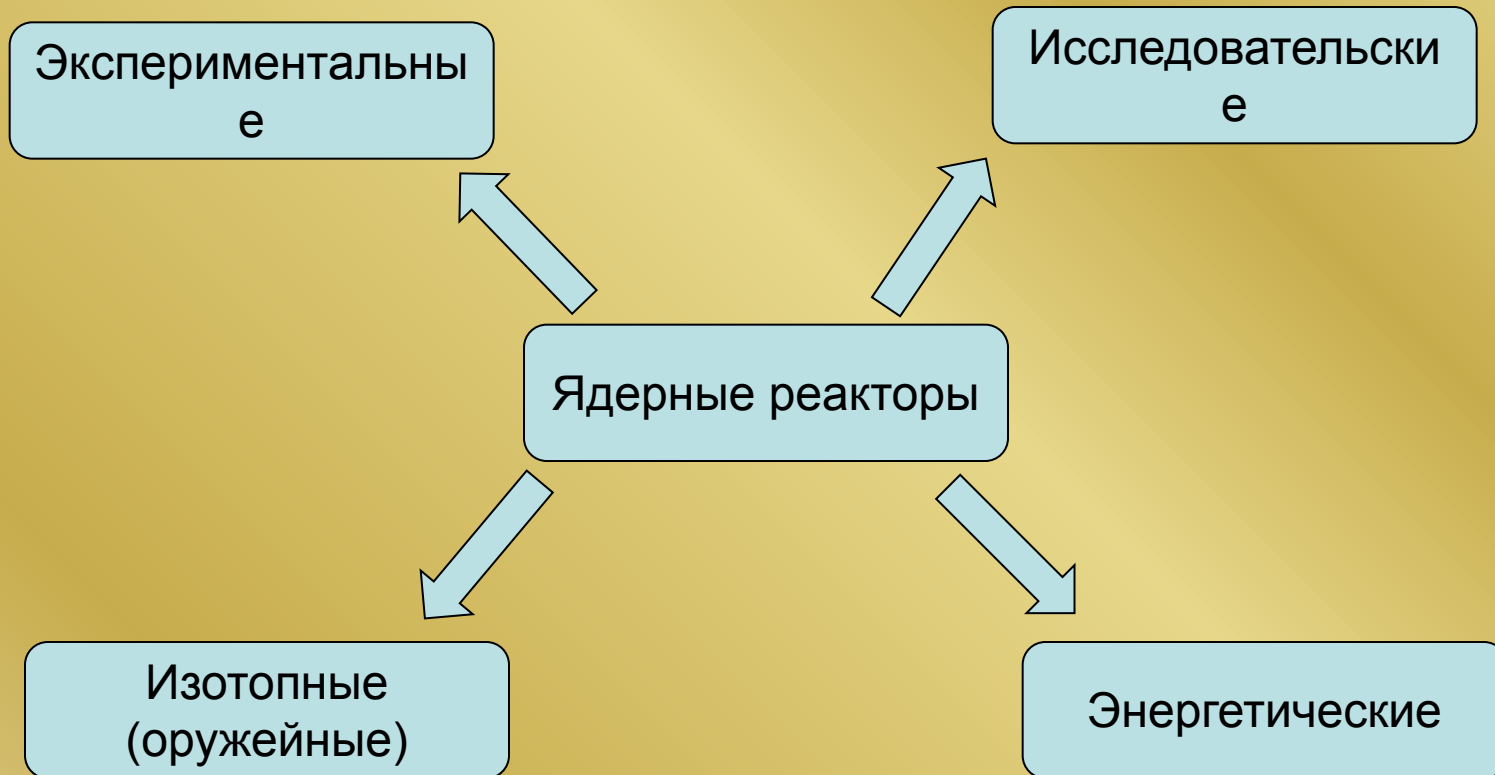 Экспериментальны
е
Исследовательски
е
Ядерные реакторы
Изотопные
(оружейные)
Энергетические